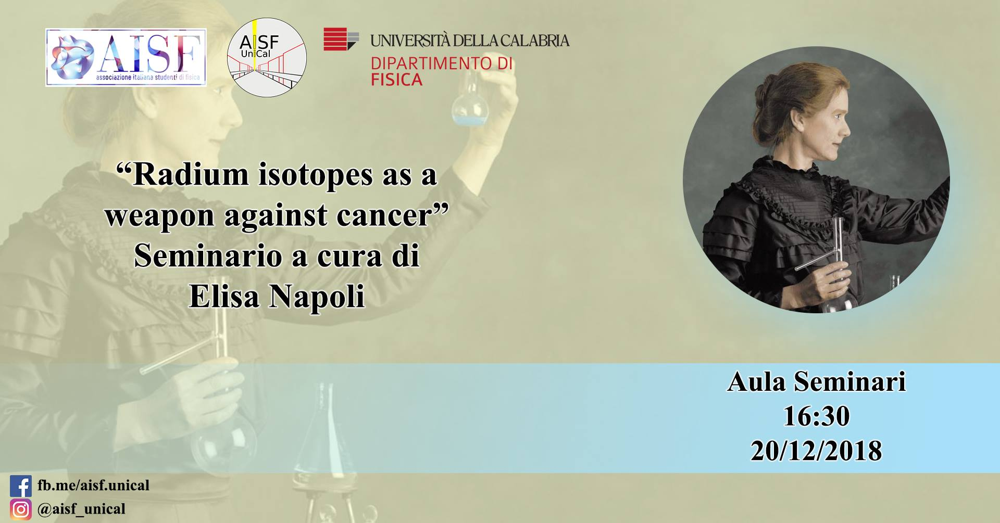 AISF
associazione italiana studenti di fisica
AISF
UniCal
UNIVERSITÀ DELLA CALABRIA
DIPARTIMENTO DI
FISICA
“Radium isotopes as a
weapon against cancer”
Seminario a cura di
Elisa Napoli
Aula Seminari
16:30
20/12/2018
fb.me/aisf.unical
@aisf_unical